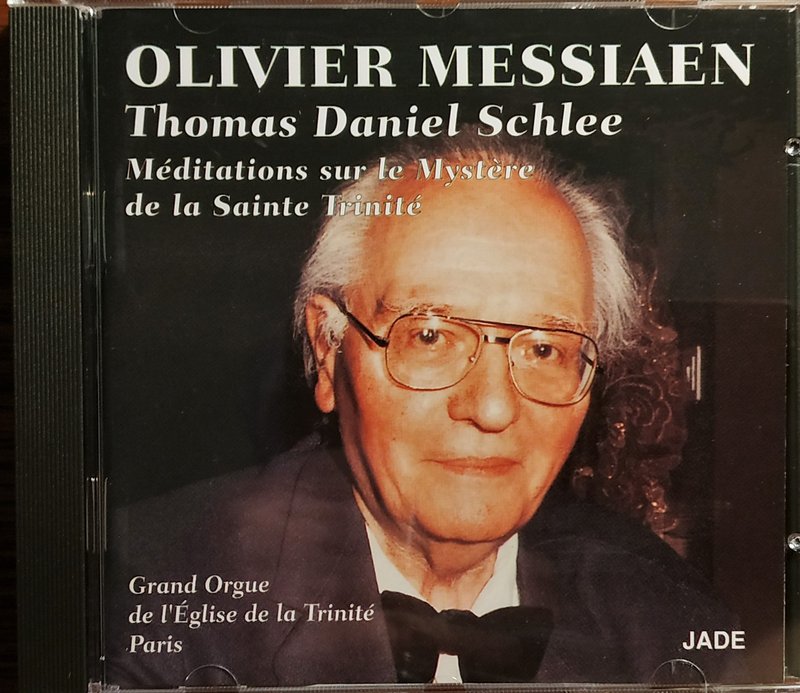 OLIVIER MESSIAEN
Thomas Daniel Schlee
Méditations sur le Mystère
de la Sainte Trinité
Grand Orgue
de l'Église de la Trinité
Paris
JADE